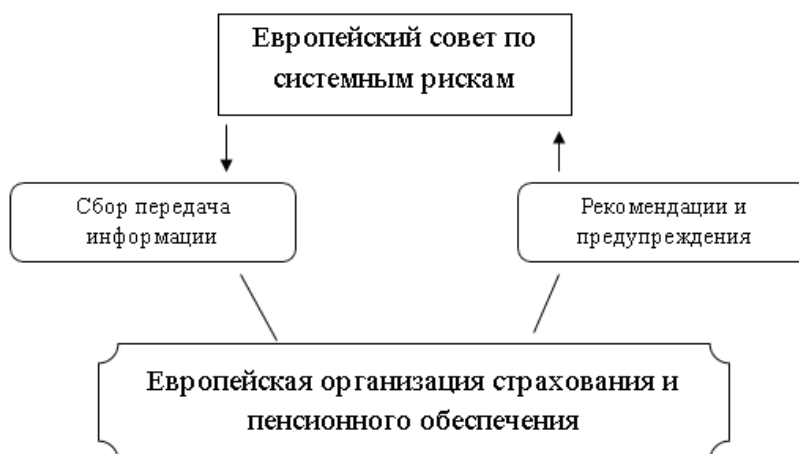 Европейский совет по
системным рискам
Сбор передача
информации
Рекомендации и
предупреждения
Европейская организация страхования и
пенсионного обеспечения